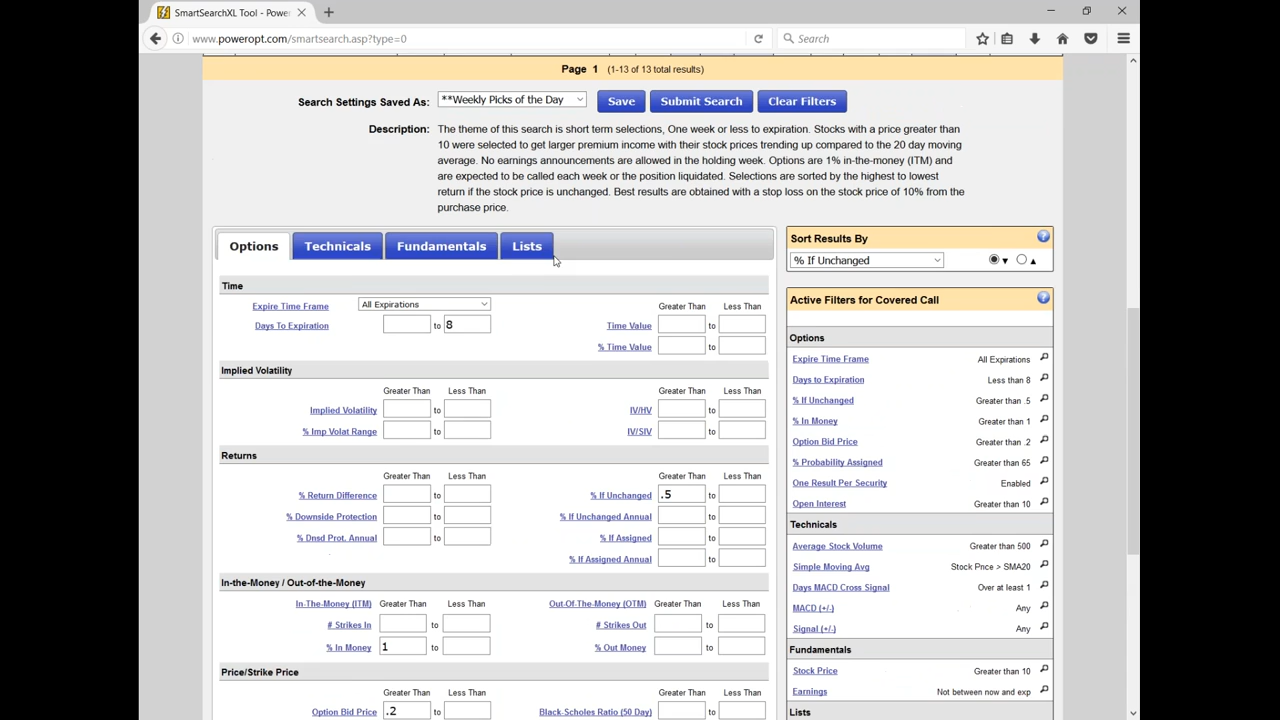 SmartSearchXL Tool - Powe
www.poweropt.com/smartsearch.asp?type=0
Search
Page 1 (1-13 of 13 total results)
Search Settings Saved As: **Weekly Picks of the Day Save Submit Search Clear Filters
Description: The theme of this search is short term selections, One week or less to expiration. Stocks with a price greater than
10 were selected to get larger premium income with their stock prices trending up compared to the 20 day moving
average. No earnings announcements are allowed in the holding week. Options are 1% in-the-money (ITM) and
are expected to be called each week or the position liquidated. Selections are sorted by the highest to lowest
return if the stock price is unchanged. Best results are obtained with a stop loss on the stock price of 10% from the
purchase price.
Options Technicals Fundamentals Lists
Time
Expire Time Frame All Expirations Greater Than Less Than
Days To Expiration to 8 Time Value to
% Time Value to
Implied Volatility
Greater Than Less Than Greater Than Less Than
Implied Volatility to IV/HV to
% Imp Volat Range to IV/SIV to
Returns
Greater Than Less Than Greater Than Less Than
% Return Difference to % If Unchanged .5 to
% Downside Protection to % If Unchanged Annual to
% Dnsd Prot. Annual to % If Assigned to
% If Assigned Annual to
In-the-Money / Out-of-the-Money
In-The-Money (ITM) Greater Than Less Than Out-Of-The-Money (OTM) Greater Than Less Than
# Strikes In to # Strikes Out to
% In Money 1 to % Out Money to
Price/Strike Price
Greater Than Less Than Greater Than Less Than
Option Bid Price .2 to Black-Scholes Ratio (50 Day) to
Sort Results By
% If Unchanged
Active Filters for Covered Call
Options
Expire Time Frame All Expirations
Days to Expiration Less than 8
% If Unchanged Greater than .5
% In Money Greater than 1
Option Bid Price Greater than .2
% Probability Assigned Greater than 65
One Result Per Security Enabled
Open Interest Greater than 10
Technicals
Average Stock Volume Greater than 500
Simple Moving Avg Stock Price > SMA20
Days MACD Cross Signal Over at least 1
MACD (+/-) Any
Signal (+/-) Any
Fundamentals
Stock Price Greater than 10
Earnings Not between now and exp
Lists